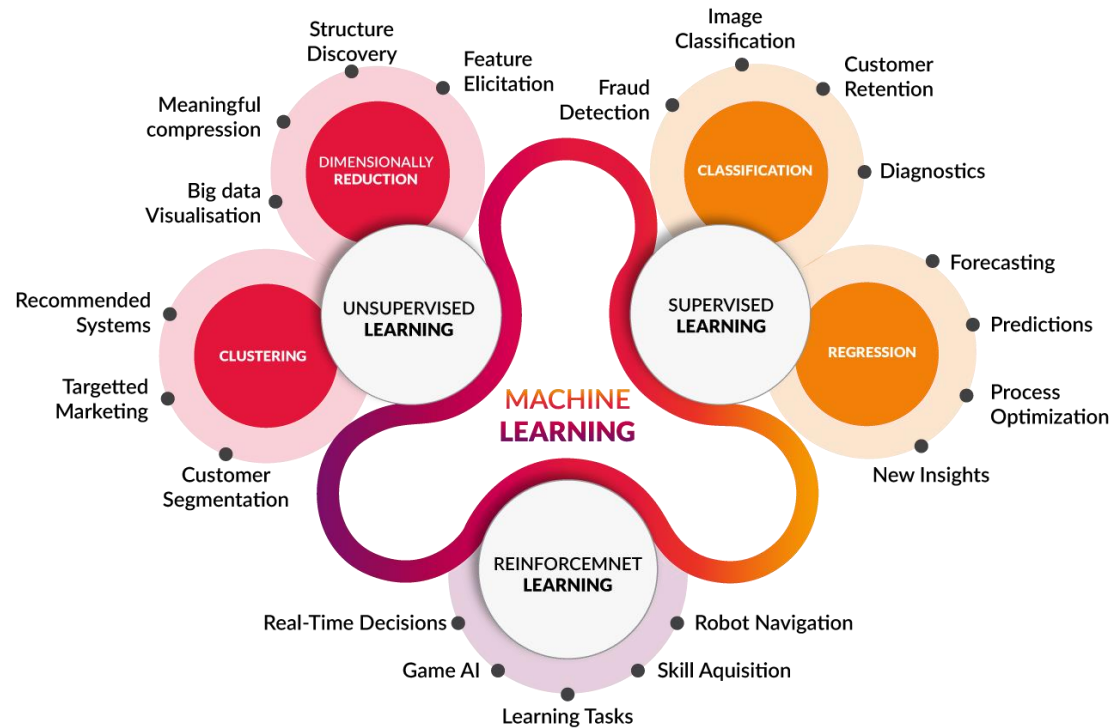 Structure
Discovery
Feature
Elicitation
Meaningful
compression
Big data
Visualisation
DIMENSIONALLY
REDUCTION
Image
Classification
Customer
Retention
Fraud
Detection
Diagnostics
CLASSIFICATION
UNSUPERVISED
LEARNING
SUPERVISED
LEARNING
Recommended
Systems
Targetted
Marketing
Customer
Segmentation
CLUSTERING
Forecasting
Predictions
Process
Optimization
New Insights
REGRESSION
MACHINE
LEARNING
REINFORCEMNET
LEARNING
Real-Time Decisions
Game AI
Learning Tasks
Skill Aquisition
Robot Navigation